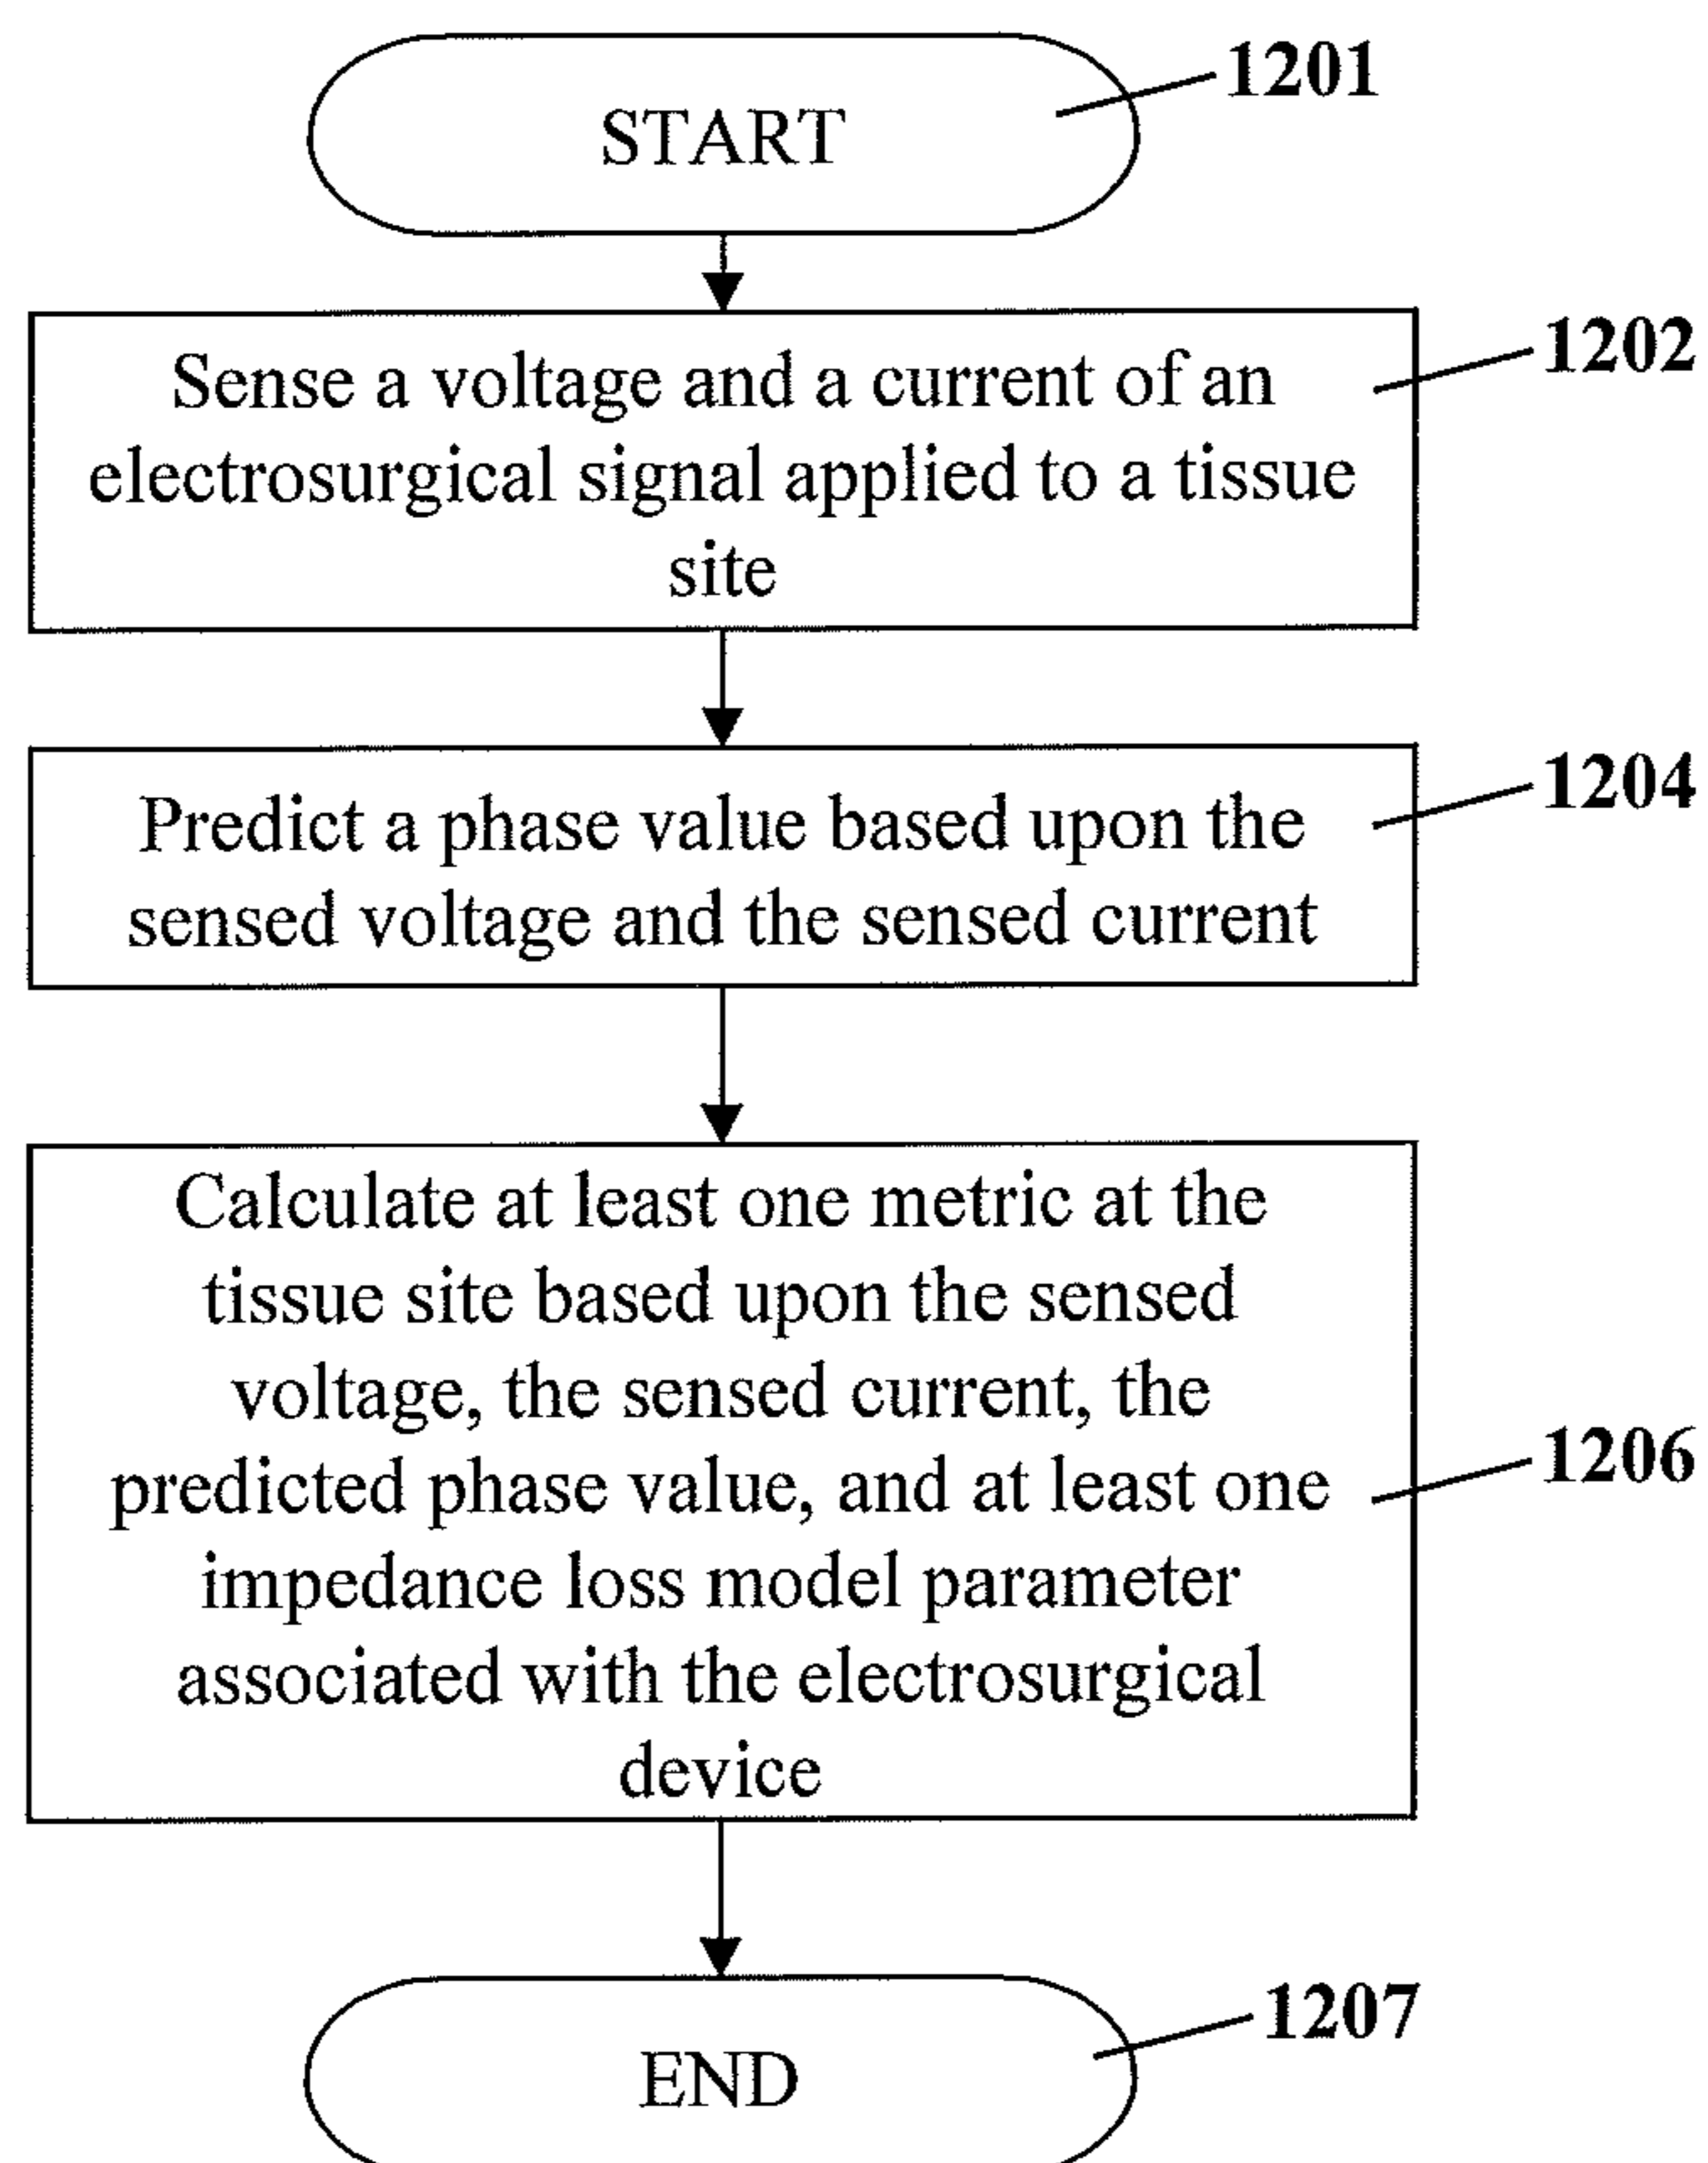 START
1201
Sense a voltage and a current of an
electrosurgical signal applied to a tissue
site
1202
Predict a phase value based upon the
sensed voltage and the sensed current
1204
Calculate at least one metric at the
tissue site based upon the sensed
voltage, the sensed current, the
predicted phase value, and at least one
impedance loss model parameter
associated with the electrosurgical
device
1206
END
1207